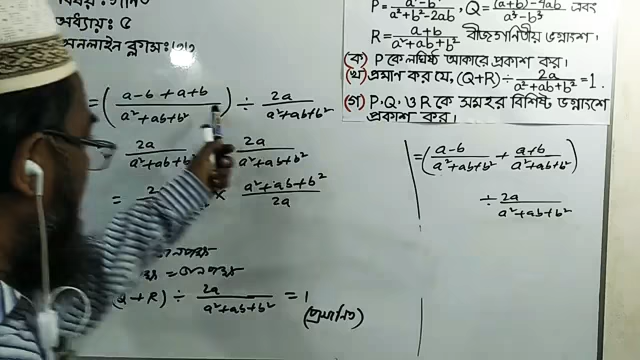 গণিত
অধ্যায়ঃ ৫
অনলাইন ক্লাসঃ
P = (a²-b²)/(a²+b²-2ab), Q = ((a+b)²-4ab)/(a³-b³) এবং
R = (a+b)/(a²+ab+b²) বীজগণিতীয় ভগ্নাংশ।
(ক) P কে লঘিষ্ঠ আকারে প্রকাশ কর।
(খ) প্রমাণ কর যে, (Q+R) ÷ 2a/(a²+ab+b²) = 1.
(গ) P, Q, ও R কে সমহর বিশিষ্ট ভগ্নাংশে
প্রকাশ কর।
= ((a-b+a+b)/(a²+ab+b²)) ÷ 2a/(a²+ab+b²)
2a/(a²+ab+b²) 2a/(a²+ab+b²)
= × (a²+ab+b²)/2a
= ডানপক্ষ
+R) ÷ 2a/(a²+ab+b²) = 1
(প্রমাণিত)
= ((a-b)/(a²+ab+b²) + (a+b)/(a²+ab+b²))
÷ 2a/(a²+ab+b²)